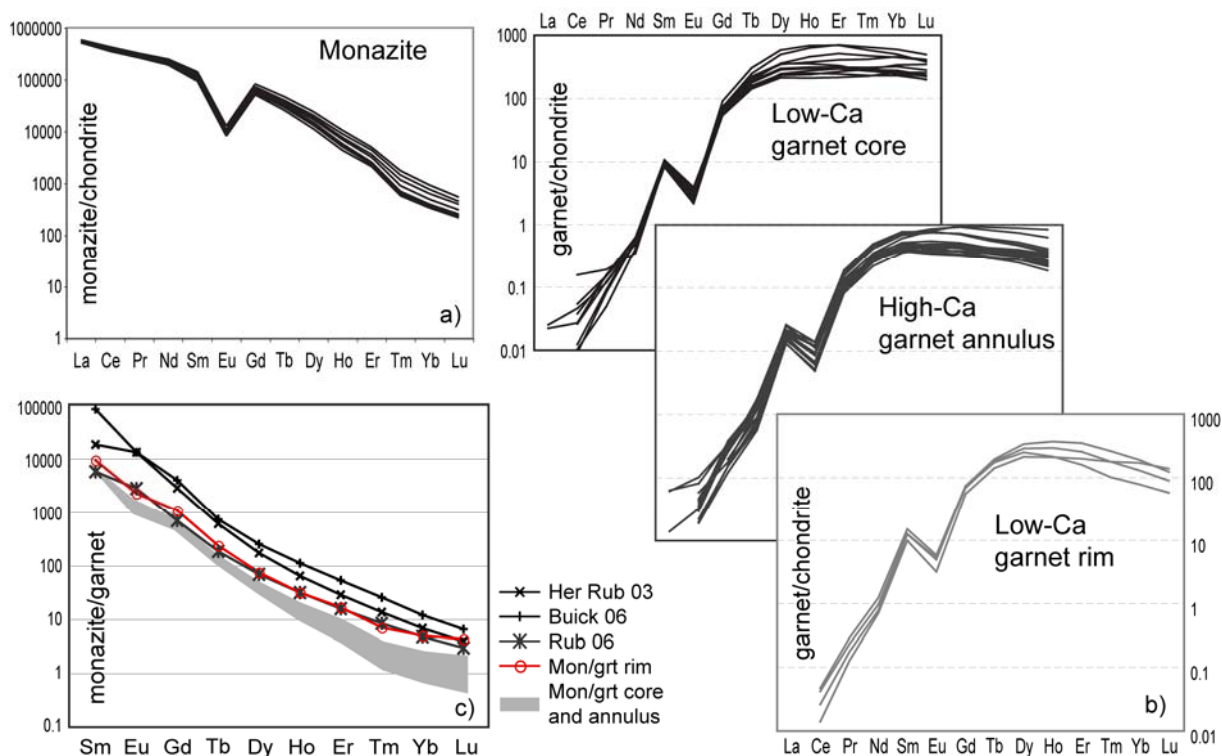 1000000
100000
10000
1000
100
10
1
monazite/chondrite
Monazite
a)
La Ce Pr Nd Sm Eu Gd Tb Dy Ho Er Tm Yb Lu
La Ce Pr Nd Sm Eu Gd Tb Dy Ho Er Tm Yb Lu
1000
100
10
1
0.1
0.01
garnet/chondrite
Low-Ca
garnet core
High-Ca
garnet annulus
garnet/chondrite
Low-Ca
garnet rim
1000
100
10
1
0.1
0.01
b)
La Ce Pr Nd Sm Eu Gd Tb Dy Ho Er Tm Yb Lu
100000
10000
1000
100
10
1
0.1
monazite/garnet
c)
Sm Eu Gd Tb Dy Ho Er Tm Yb Lu
Her Rub 03
Buick 06
Rub 06
Mon/grt rim
Mon/grt core
and annulus